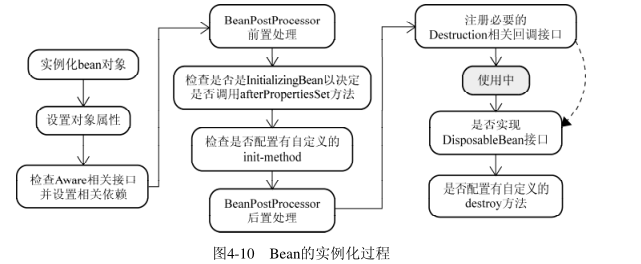 实例化bean对象
设置对象属性
检查Aware相关接口
并设置相关依赖
BeanPostProcessor
前置处理
检查是否是InitializingBean以决定
是否调用afterPropertiesSet方法
检查是否配置有自定义的
init-method
BeanPostProcessor
后置处理
注册必要的
Destruction相关回调接口
使用中
是否实现
DisposableBean接口
是否配置有自定义的
destroy方法
图4-10 Bean的实例化过程